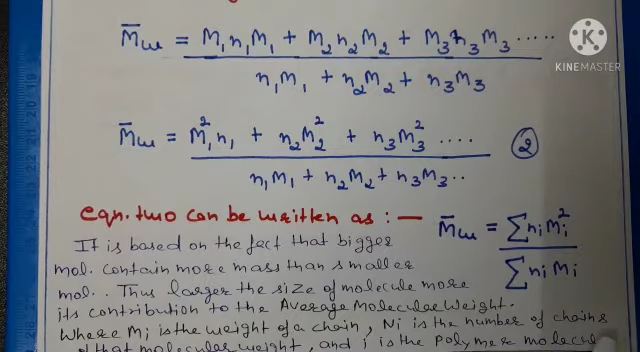 M̄w = M₁n₁M₁ + M₂n₂M₂ + M₃n₃M₃ .....
n₁M₁ + n₂M₂ + n₃M₃
KINEMASTER
M̄w = M₁²n₁ + n₂M₂² + n₃M₃² .... ②
n₁M₁ + n₂M₂ + n₃M₃..
eqn. two can be written as : — M̄w = ∑niMi² / ∑niMi
It is based on the fact that bigger
mol. contain more mass than smaller
mol.. Thus larger the size of molecule more
its contribution to the Average Molecular Weight.
Where Mi is the weight of a chain, Ni is the number of chains
of that molecular weight, and i is the polymer molecul